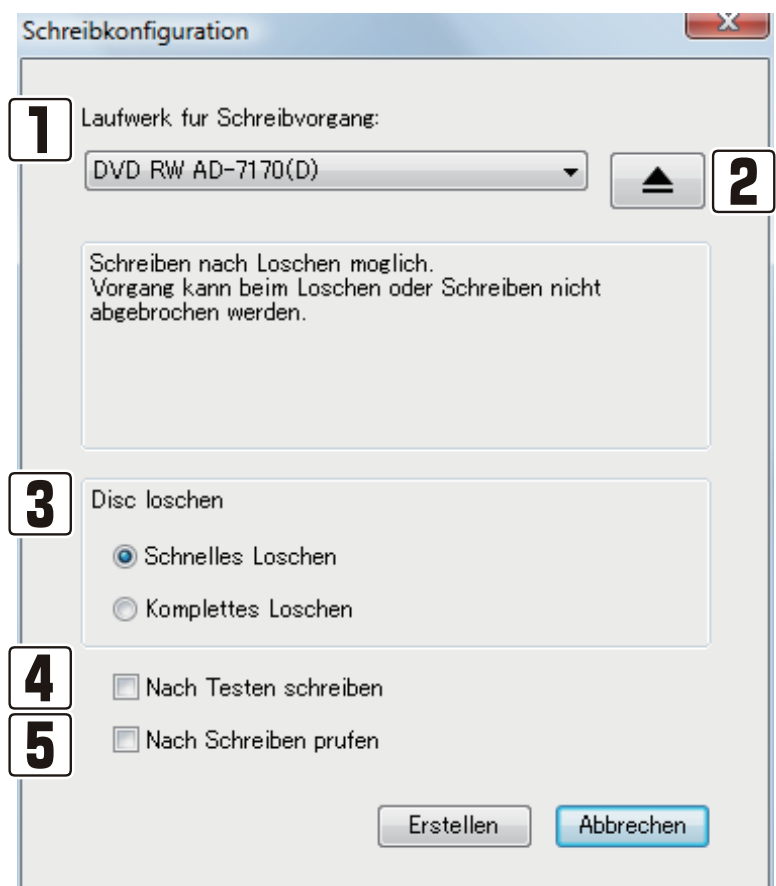 Schreibkonfiguration
X
1
Laufwerk fur Schreibvorgang:
DVD RW AD-7170(D)
2
Schreiben nach Loschen moglich.
Vorgang kann beim Loschen oder Schreiben nicht
abgebrochen werden.
3
Disc loschen
Schnelles Loschen
Komplettes Loschen
4
Nach Testen schreiben
5
Nach Schreiben prufen
Erstellen
Abbrechen